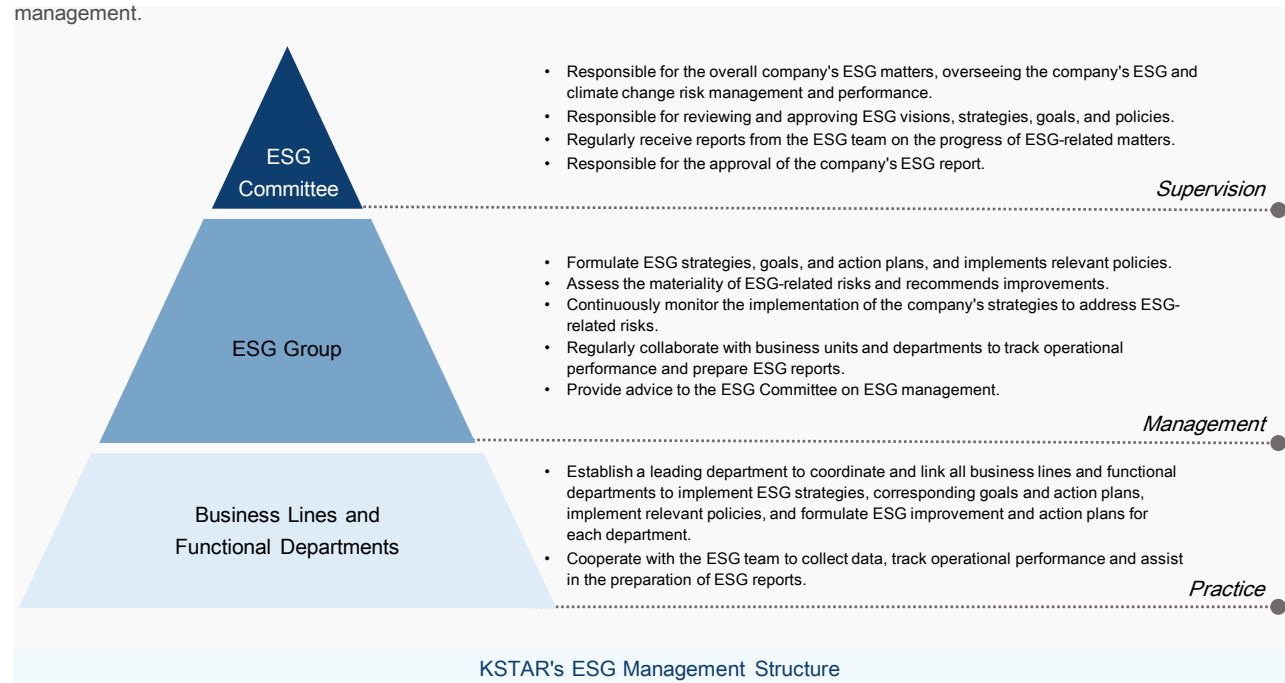 management.
• Responsible for the overall company's ESG matters, overseeing the company's ESG and
climate change risk management and performance.
• Responsible for reviewing and approving ESG visions, strategies, goals, and policies.
• Regularly receive reports from the ESG team on the progress of ESG-related matters.
• Responsible for the approval of the company's ESG report.
ESG
Committee
Supervision
• Formulate ESG strategies, goals, and action plans, and implements relevant policies.
• Assess the materiality of ESG-related risks and recommends improvements.
• Continuously monitor the implementation of the company's strategies to address ESG-
related risks.
• Regularly collaborate with business units and departments to track operational
performance and prepare ESG reports.
• Provide advice to the ESG Committee on ESG management.
ESG Group
Management
• Establish a leading department to coordinate and link all business lines and functional
departments to implement ESG strategies, corresponding goals and action plans,
implement relevant policies, and formulate ESG improvement and action plans for
each department.
• Cooperate with the ESG team to collect data, track operational performance and assist
in the preparation of ESG reports.
Business Lines and
Functional Departments
Practice
KSTAR's ESG Management Structure